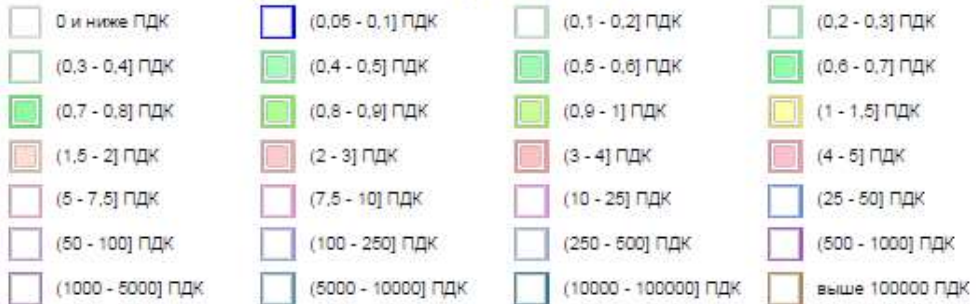 0 и ниже ПДК (0,05 - 0,1] ПДК (0,1 - 0,2] ПДК (0,2 - 0,3] ПДК
(0,3 - 0,4] ПДК (0,4 - 0,5] ПДК (0,5 - 0,6] ПДК (0,6 - 0,7] ПДК
(0,7 - 0,8] ПДК (0,8 - 0,9] ПДК (0,9 - 1] ПДК (1 - 1,5] ПДК
(1,5 - 2] ПДК (2 - 3] ПДК (3 - 4] ПДК (4 - 5] ПДК
(5 - 7,5] ПДК (7,5 - 10] ПДК (10 - 25] ПДК (25 - 50] ПДК
(50 - 100] ПДК (100 - 250] ПДК (250 - 500] ПДК (500 - 1000] ПДК
(1000 - 5000] ПДК (5000 - 10000] ПДК (10000 - 100000] ПДК выше 100000 ПДК